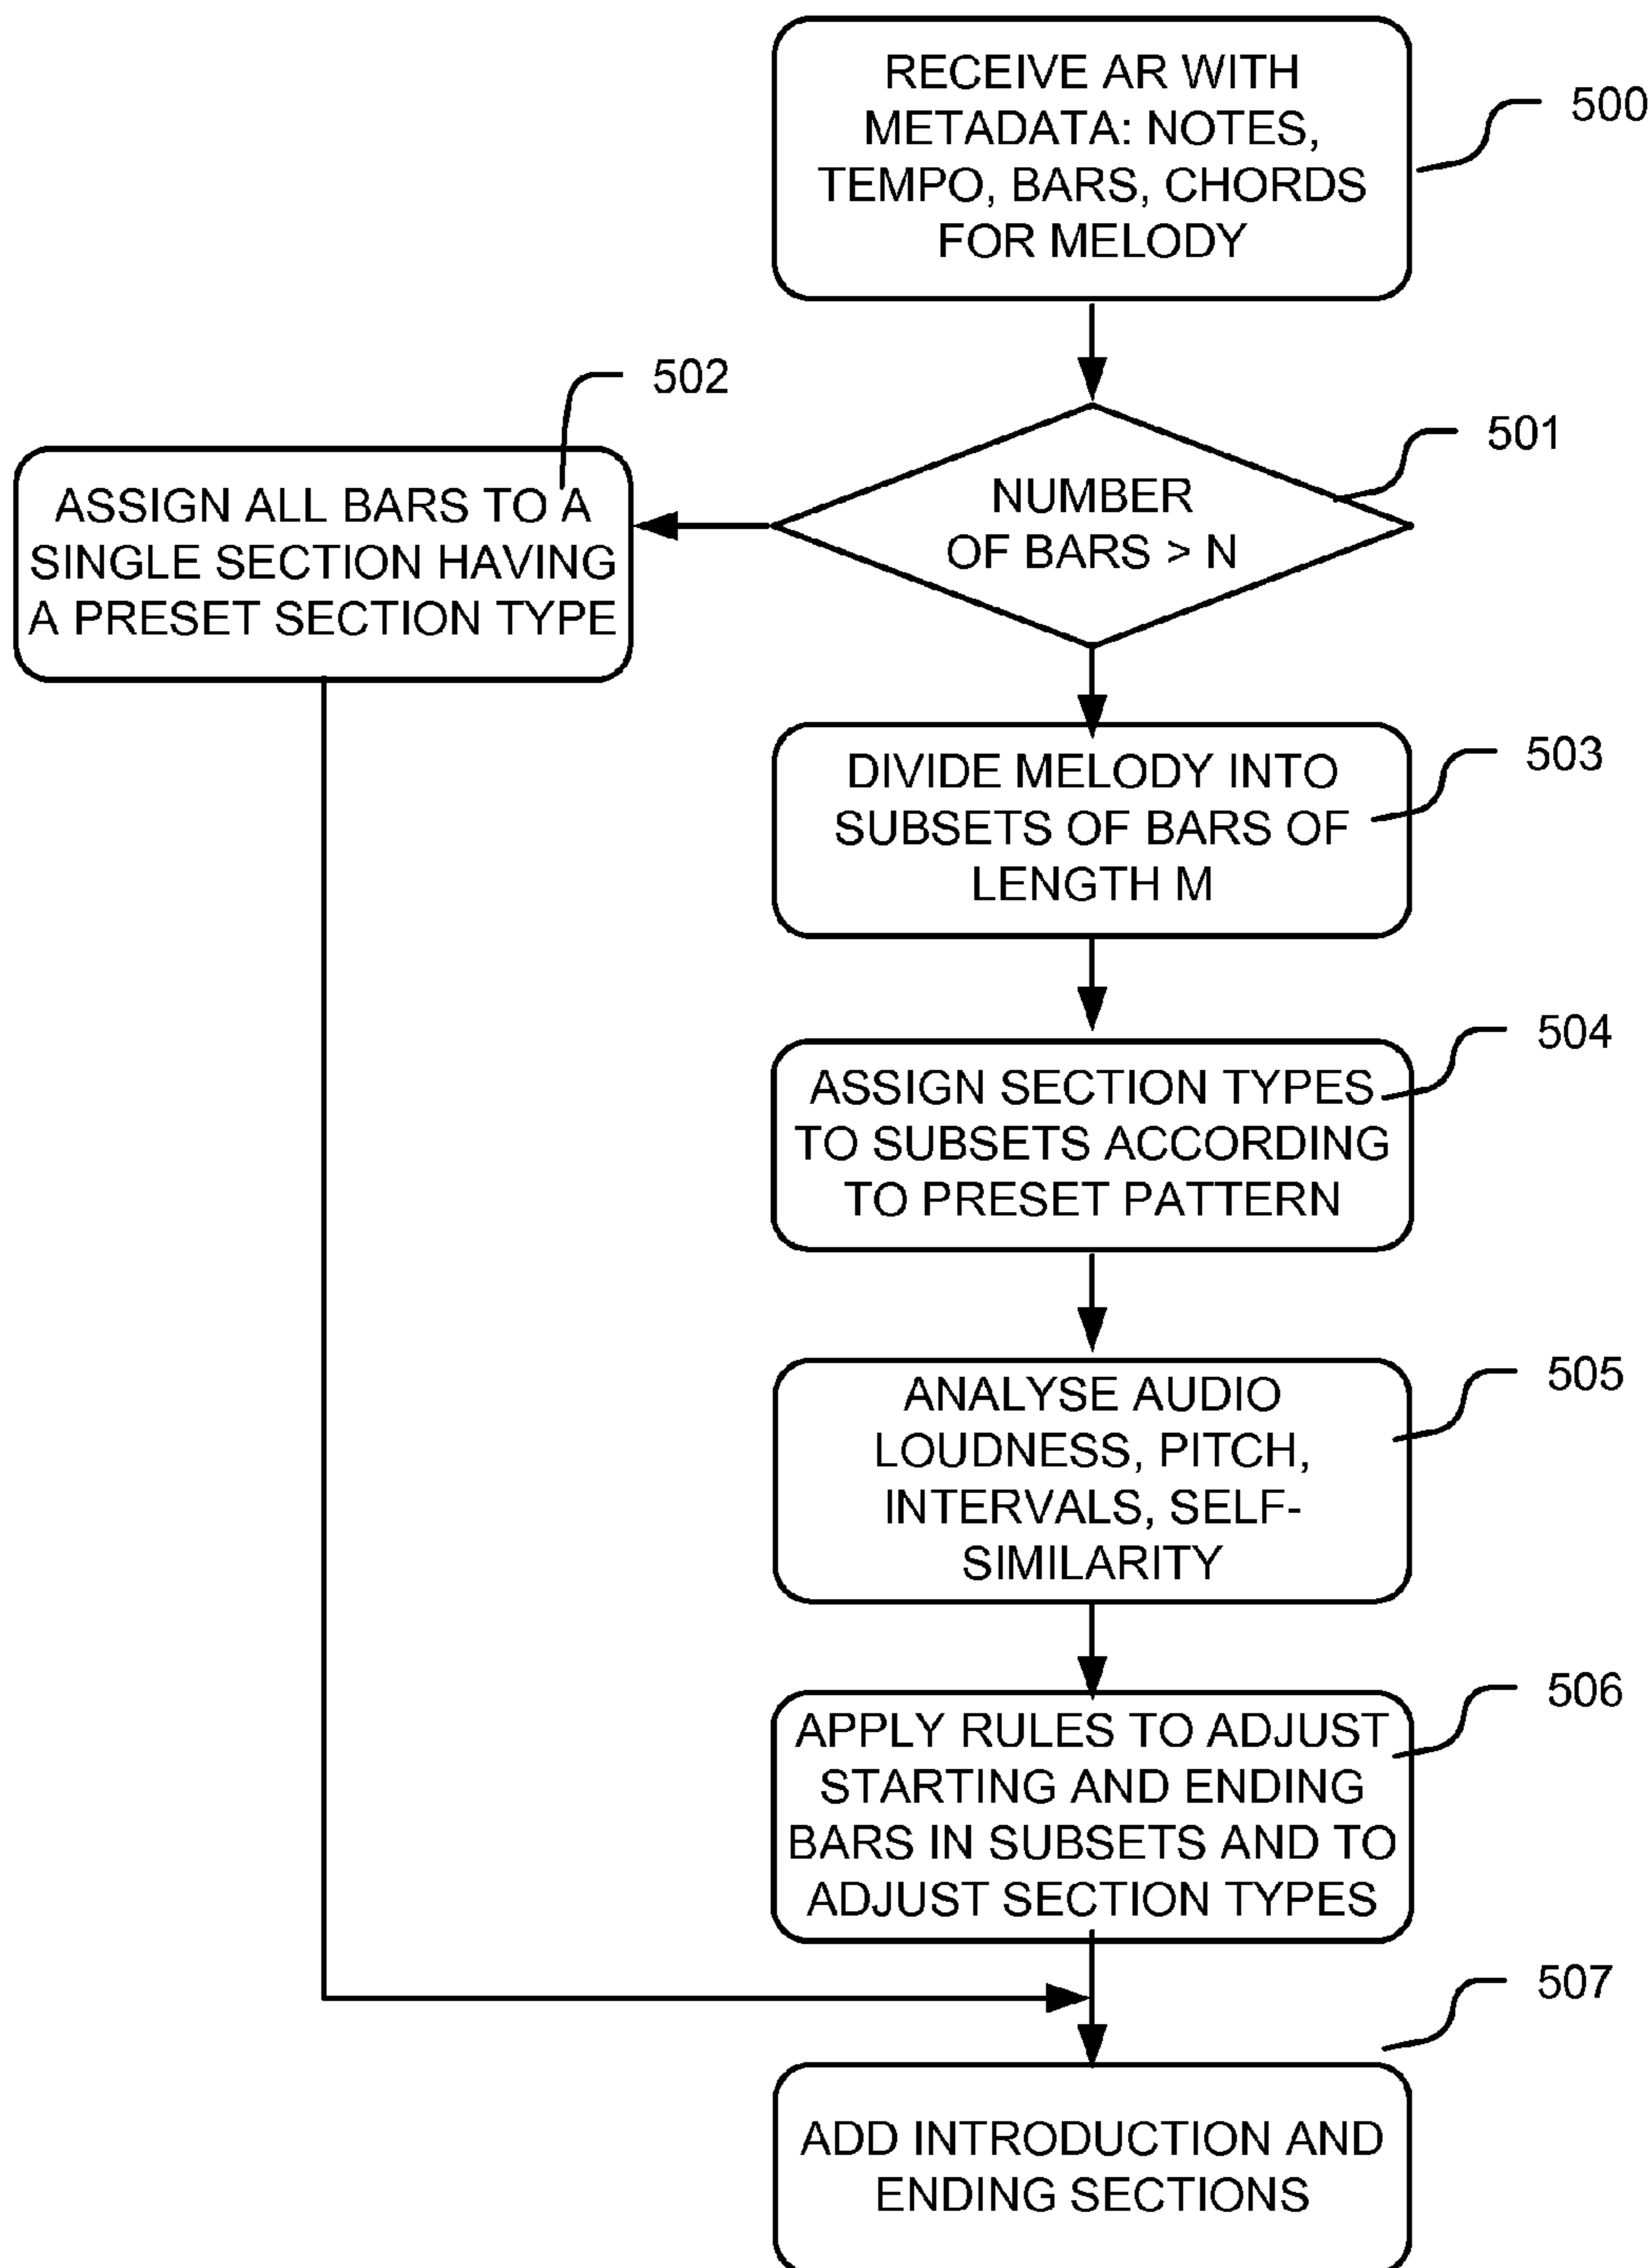 RECEIVE AR WITH
METADATA: NOTES,
TEMPO, BARS, CHORDS
FOR MELODY
500
502
501
NUMBER
OF BARS > N
ASSIGN ALL BARS TO A
SINGLE SECTION HAVING
A PRESET SECTION TYPE
503
DIVIDE MELODY INTO
SUBSETS OF BARS OF
LENGTH M
504
ASSIGN SECTION TYPES
TO SUBSETS ACCORDING
TO PRESET PATTERN
505
ANALYSE AUDIO
LOUDNESS, PITCH,
INTERVALS, SELF-
SIMILARITY
506
APPLY RULES TO ADJUST
STARTING AND ENDING
BARS IN SUBSETS AND TO
ADJUST SECTION TYPES
507
ADD INTRODUCTION AND
ENDING SECTIONS